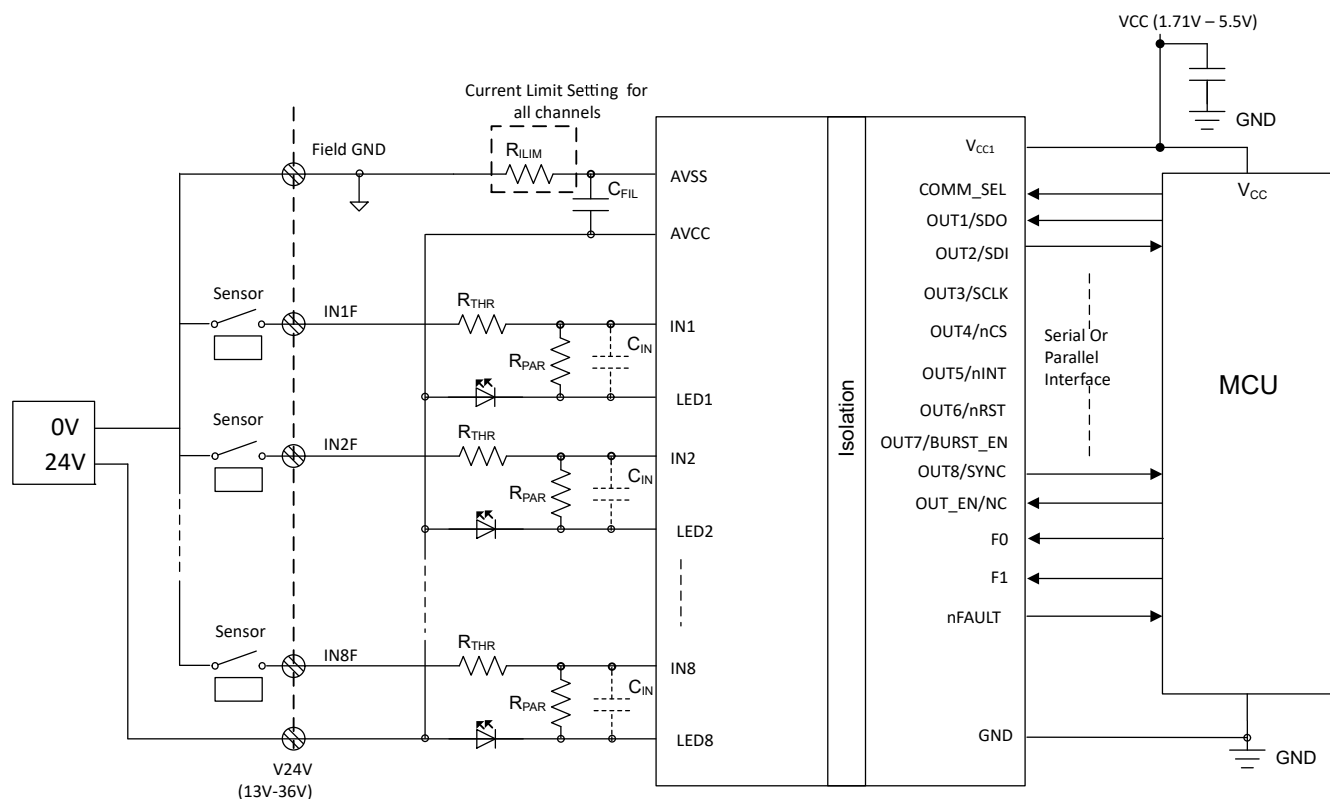 VCC (1.71V – 5.5V)
GND
Current Limit Setting for
all channels
Field GND
RILIM
CFIL
AVSS
AVCC
VCC1
COMM_SEL
OUT1/SDO
OUT2/SDI
OUT3/SCLK
OUT4/nCS
OUT5/nINT
OUT6/nRST
OUT7/BURST_EN
OUT8/SYNC
OUT_EN/NC
F0
F1
nFAULT
GND
VCC
MCU
Serial Or
Parallel
Interface
GND
Isolation
Sensor
IN1F
RTHR
RPAR
CIN
IN1
LED1
0V
24V
Sensor
IN2F
RTHR
RPAR
CIN
IN2
LED2
Sensor
IN8F
RTHR
RPAR
CIN
IN8
LED8
V24V
(13V-36V)